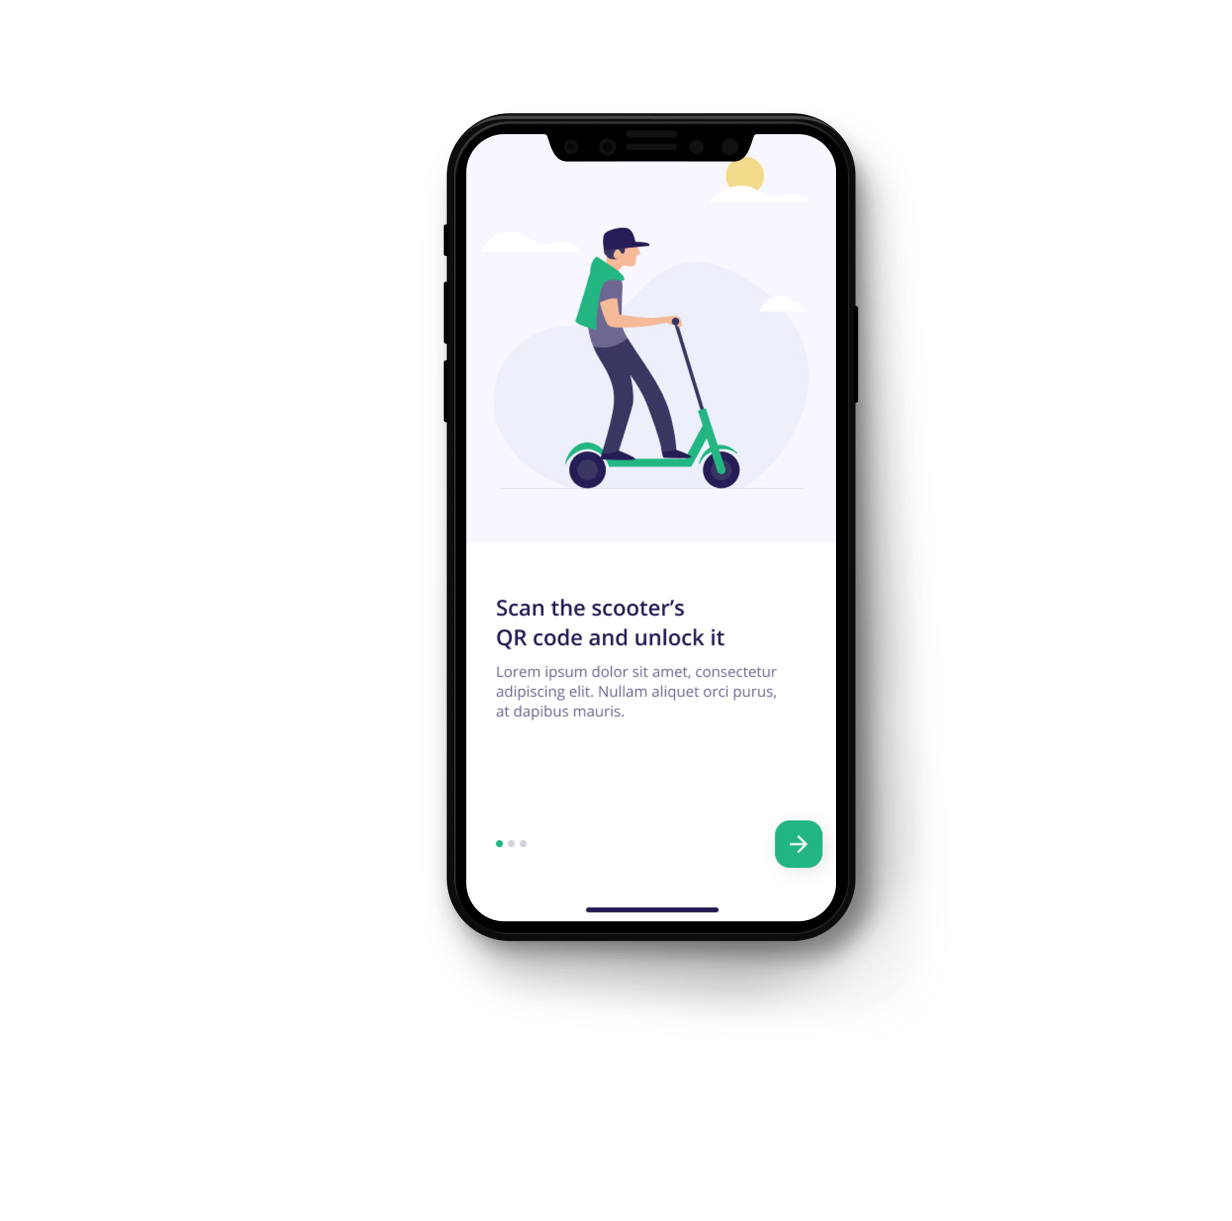 Scan the scooter’s
QR code and unlock it
Lorem ipsum dolor sit amet, consectetur
adipiscing elit. Nullam aliquet orci purus,
at dapibus mauris.